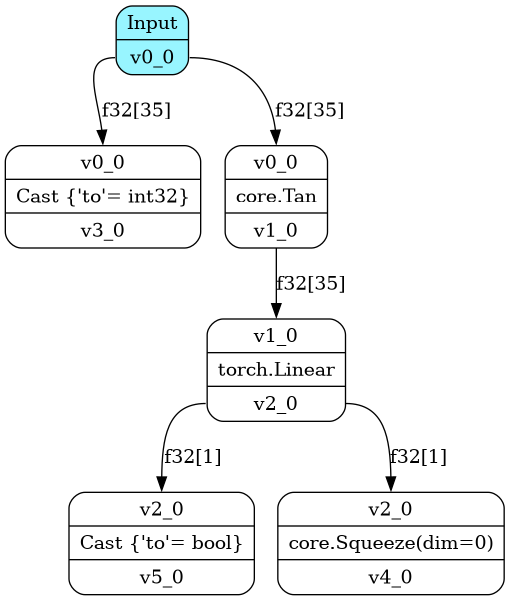 Input
v0_0
f32[35]
f32[35]
v0_0
Cast {'to'= int32}
v3_0
v0_0
core.Tan
v1_0
f32[35]
v1_0
torch.Linear
v2_0
f32[1]
f32[1]
v2_0
Cast {'to'= bool}
v5_0
v2_0
core.Squeeze(dim=0)
v4_0